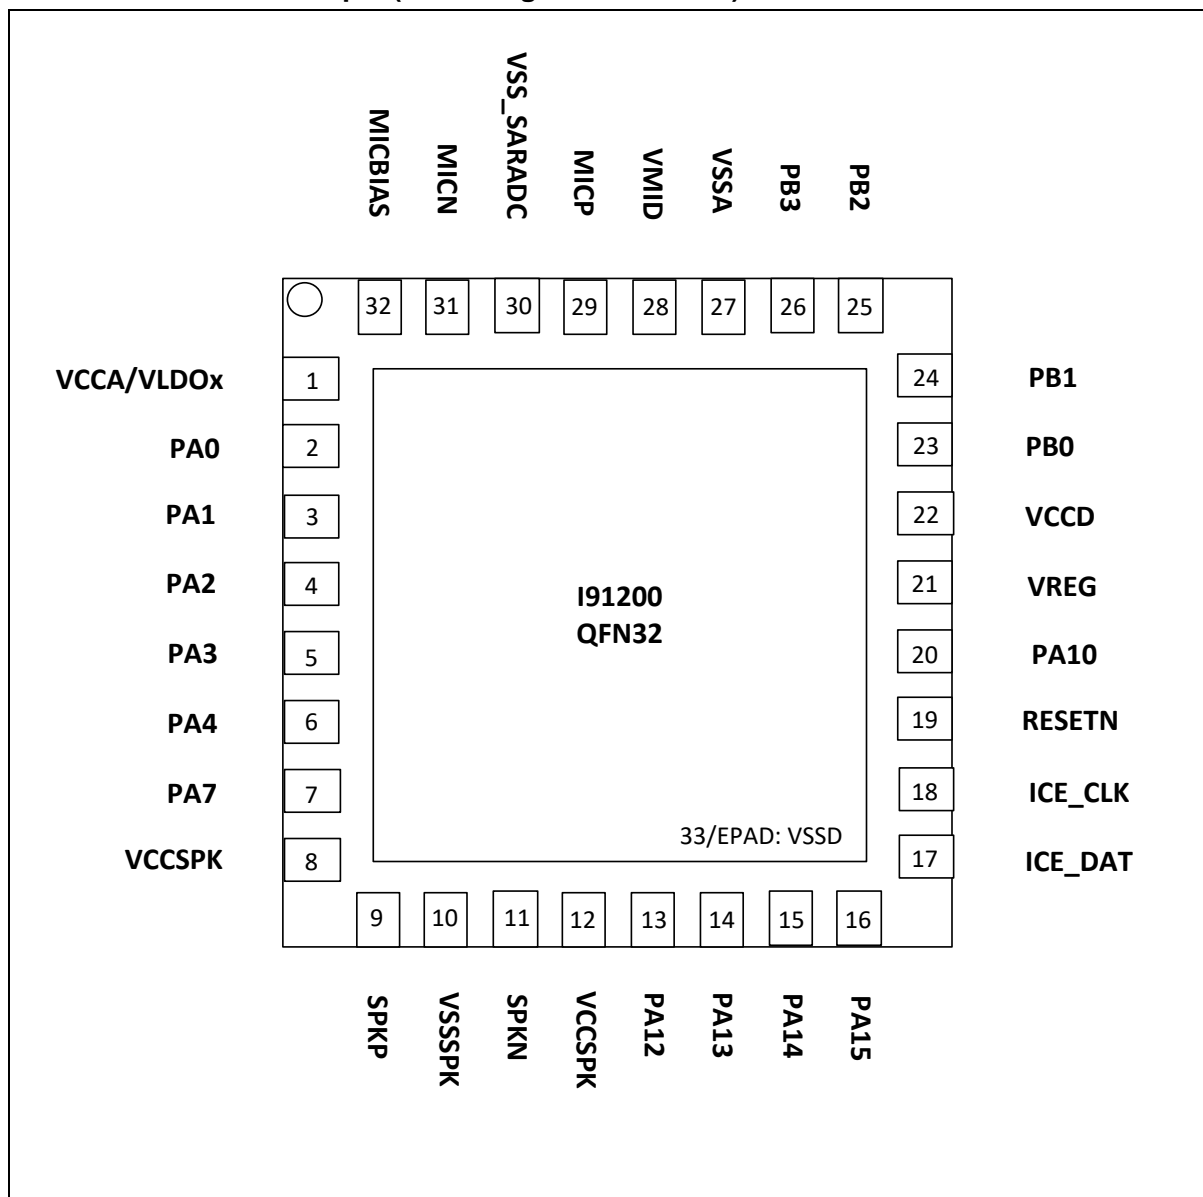 VSS_SARADC
MICBIAS
MICN
MICP
VMID
VSSA
PB3
PB2
32 31 30 29 28 27 26 25
VCCA/VLDOx 1 24 PB1
PA0 2 23 PB0
PA1 3 22 VCCD
PA2 4 21 VREG
I91200
QFN32
PA3 5 20 PA10
PA4 6 19 RESETN
PA7 7 18 ICE_CLK
33/EPAD: VSSD
VCCSPK 8 17 ICE_DAT
9 10 11 12 13 14 15 16
SPKP
VSSSPK
SPKN
VCCSPK
PA12
PA13
PA14
PA15